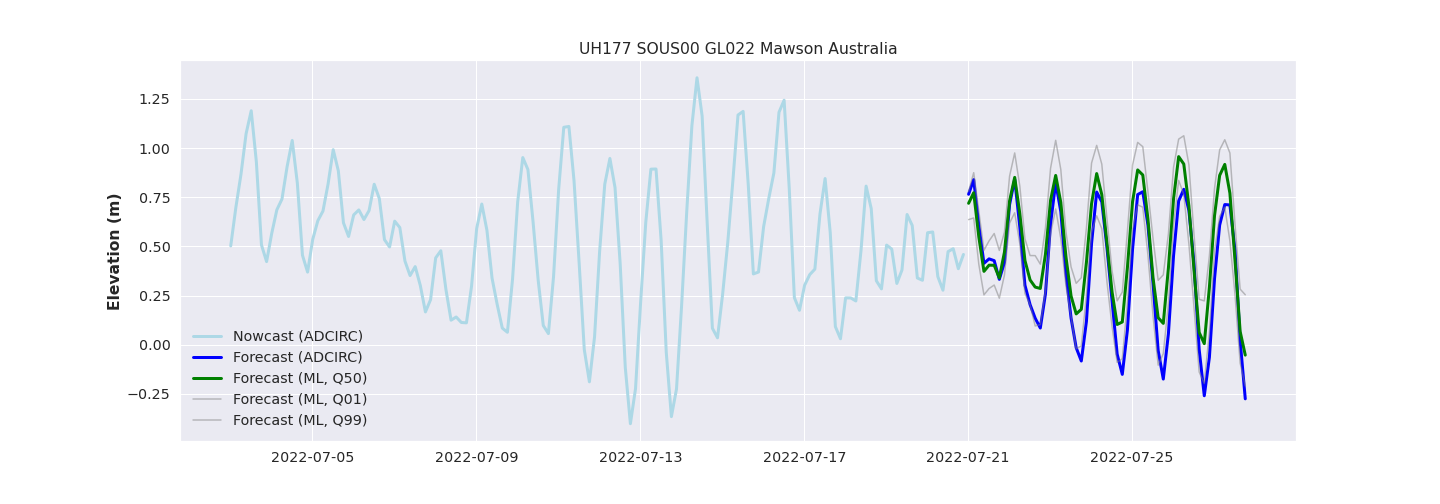 UH177 SOUS00 GL022 Mawson Australia
Elevation (m)
1.25
1.00
0.75
0.50
0.25
0.00
−0.25
Nowcast (ADCIRC)
Forecast (ADCIRC)
Forecast (ML, Q50)
Forecast (ML, Q01)
Forecast (ML, Q99)
2022-07-05
2022-07-09
2022-07-13
2022-07-17
2022-07-21
2022-07-25